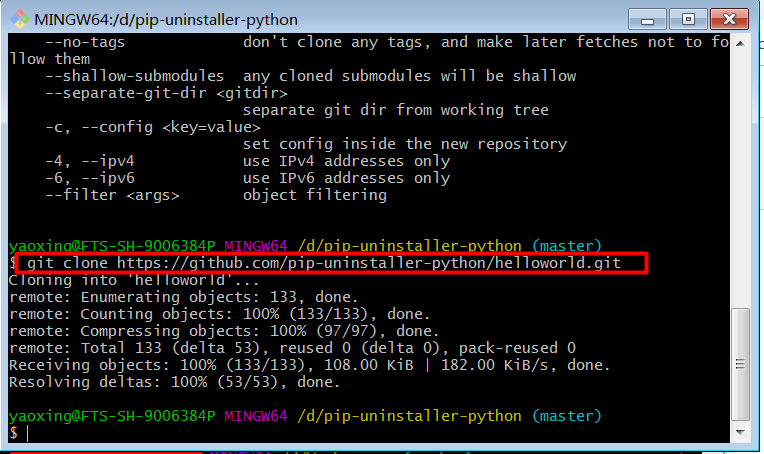 MINGW64:/d/pip-uninstaller-python
--no-tags don't clone any tags, and make later fetches not to fo
llow them
--shallow-submodules any cloned submodules will be shallow
--separate-git-dir <gitdir>
separate git dir from working tree
-c, --config <key=value>
set config inside the new repository
-4, --ipv4 use IPv4 addresses only
-6, --ipv6 use IPv6 addresses only
--filter <args> object filtering
yaoxing@FTS-SH-9006384P MINGW64 /d/pip-uninstaller-python (master)
$ git clone https://github.com/pip-uninstaller-python/helloworld.git
Cloning into 'helloworld'...
remote: Enumerating objects: 133, done.
remote: Counting objects: 100% (133/133), done.
remote: Compressing objects: 100% (97/97), done.
remote: Total 133 (delta 53), reused 0 (delta 0), pack-reused 0
Receiving objects: 100% (133/133), 108.00 KiB | 182.00 KiB/s, done.
Resolving deltas: 100% (53/53), done.
yaoxing@FTS-SH-9006384P MINGW64 /d/pip-uninstaller-python (master)
$